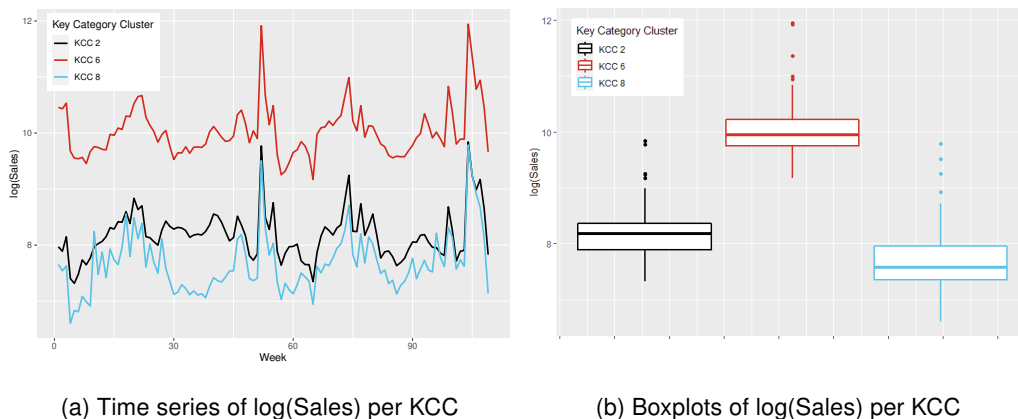 Key Category Cluster
KCC 2
KCC 6
KCC 8
log(Sales)
12
10
8
0
30
60
90
Week
(a) Time series of log(Sales) per KCC
Key Category Cluster
KCC 2
KCC 6
KCC 8
log(Sales)
12
10
8
(b) Boxplots of log(Sales) per KCC